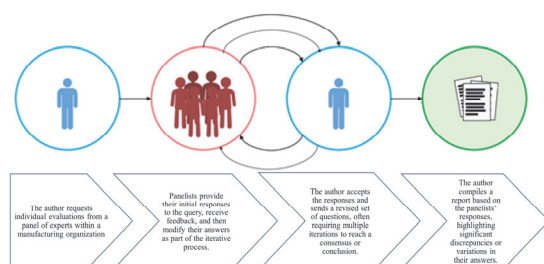 The author requests
individual evaluations from a
panel of experts within a
manufacturing organization
Panelists provide
their initial responses
to the query, receive
feedback, and then
modify their answers
as part of the iterative
process.
The author accepts
the responses and
sends a revised set
of questions, often
requiring multiple
iterations to reach a
consensus or
conclusion.
The author
compiles a
report based on
the panelists'
responses,
highlighting
significant
discrepancies or
variations in
their answers.